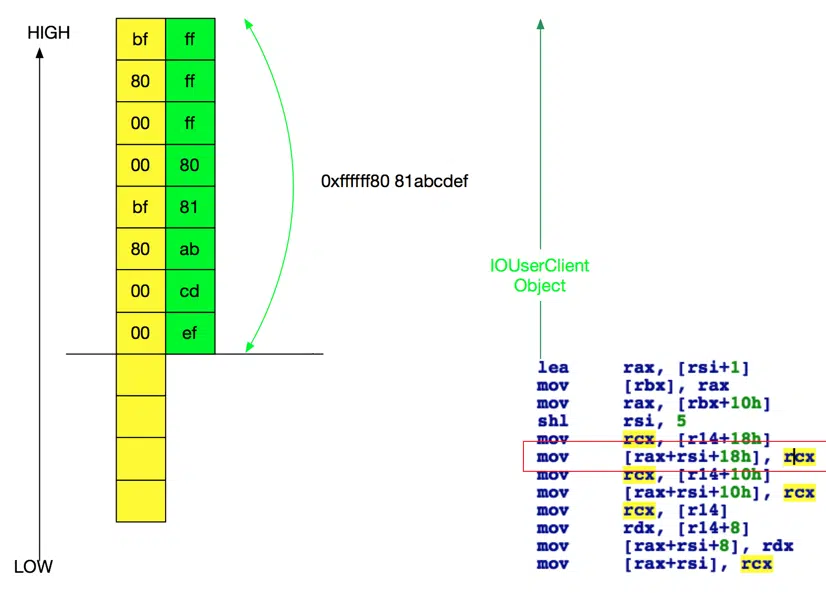 HIGH
bf ff
80 ff
00 ff
00 80
bf 81
80 ab
00 cd
00 ef
0xffffff80 81abcdef
LOW
IOUserClient
Object
lea rax, [rsi+1]
mov [rbx], rax
mov rax, [rbx+10h]
shl rsi, 5
mov rcx, [r14+18h]
mov [rax+rsi+18h], rcx
mov rcx, [r14+10h]
mov [rax+rsi+10h], rcx
mov rcx, [r14]
mov rdx, [r14+8]
mov [rax+rsi+8], rdx
mov [rax+rsi], rcx